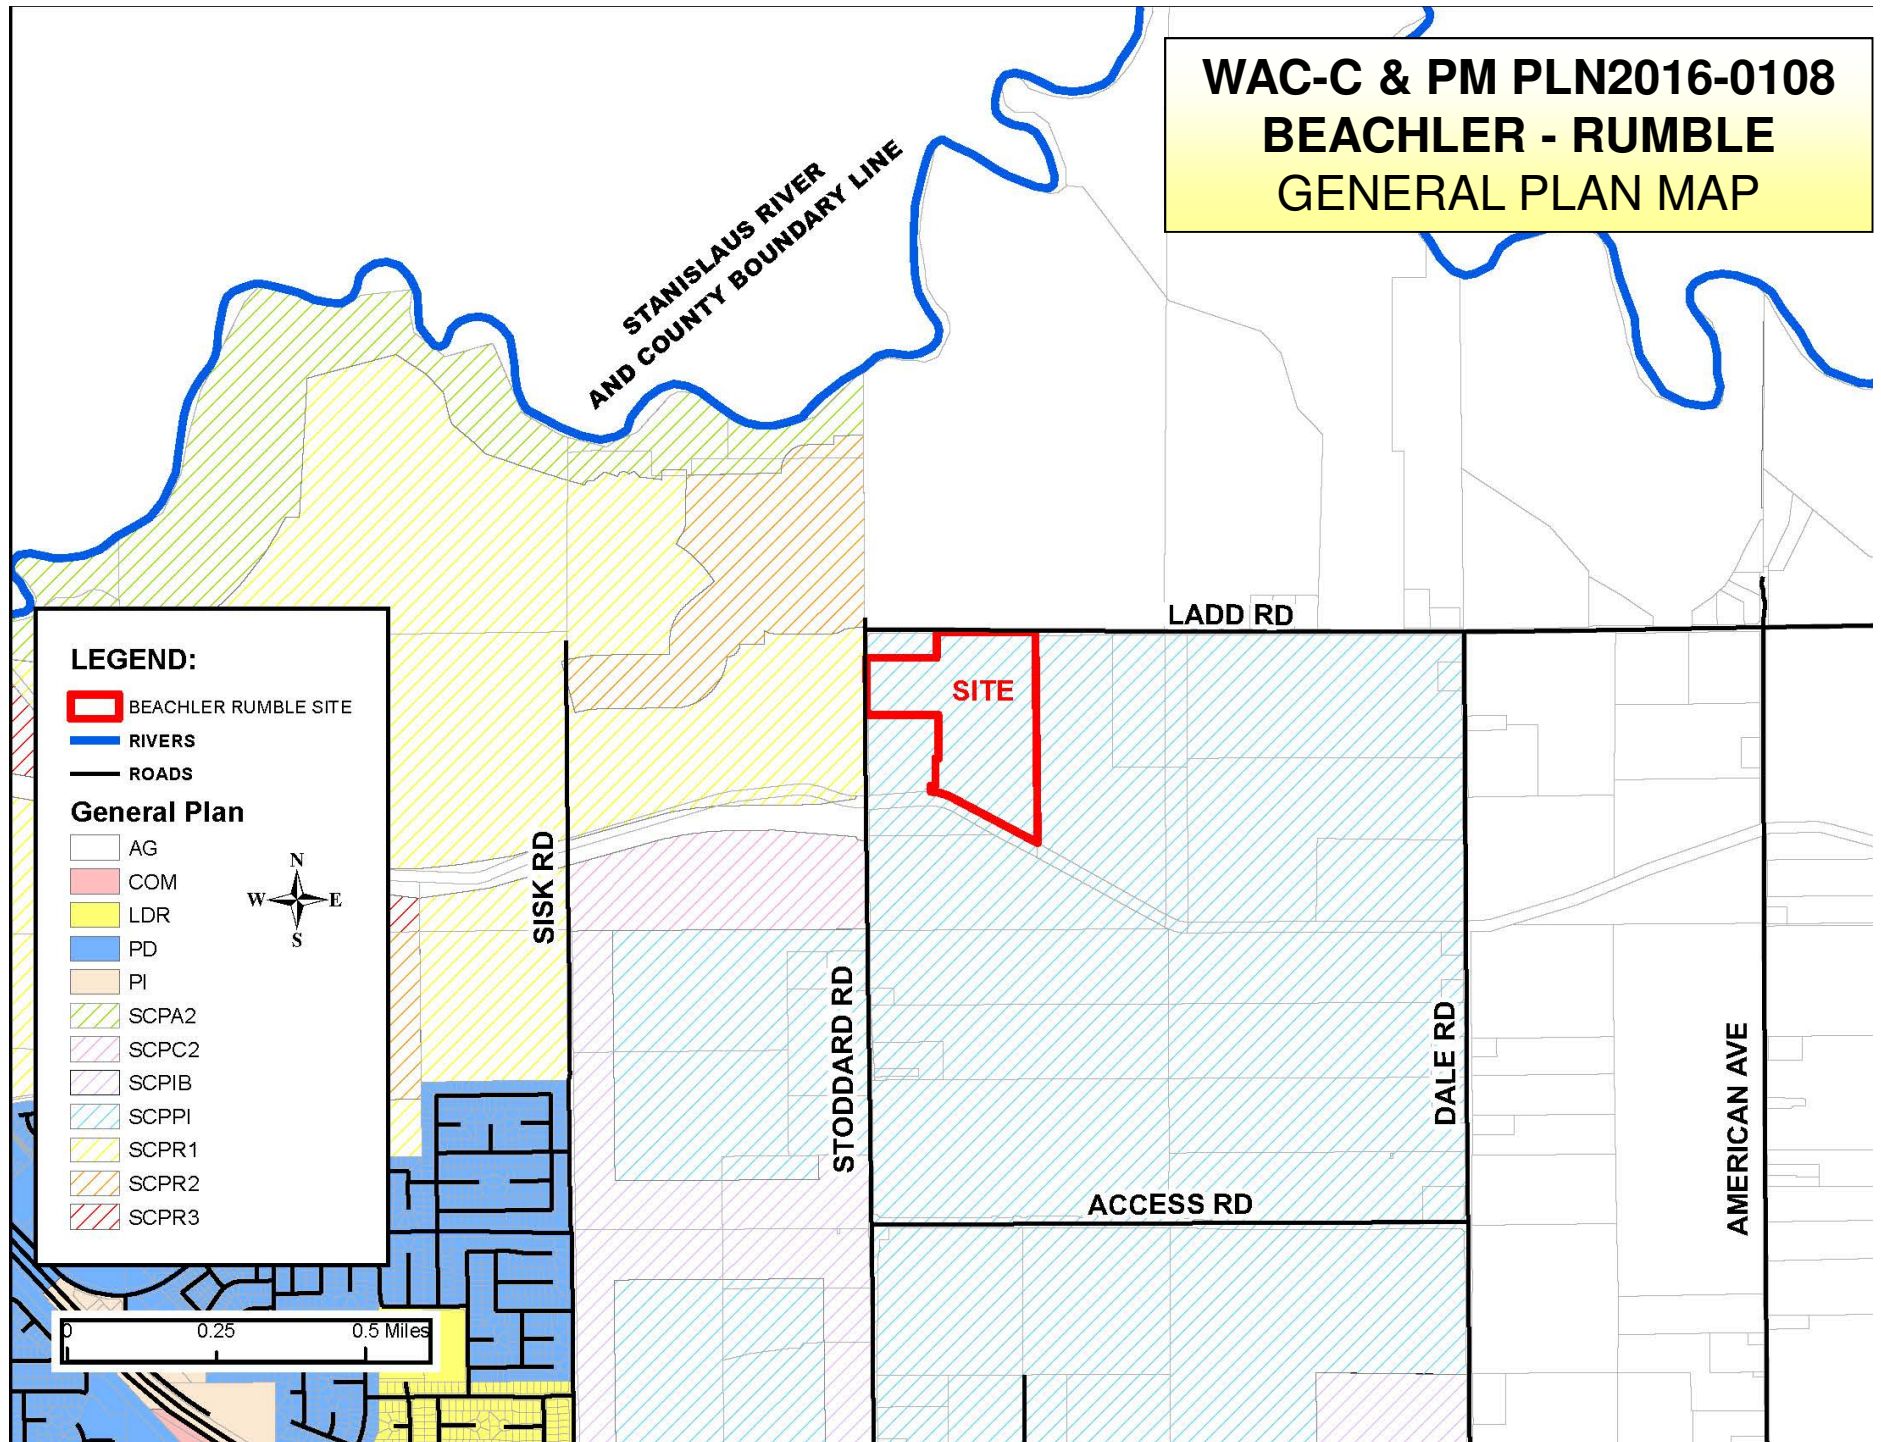 WAC-C & PM PLN2016-0108
BEACHLER - RUMBLE
GENERAL PLAN MAP
STANISLAUS RIVER
AND COUNTY BOUNDARY LINE
LADD RD
SITE
LEGEND:
BEACHLER RUMBLE SITE
RIVERS
ROADS
General Plan
AG
COM
LDR
PD
PI
SCPA2
SCPC2
SCPIB
SCPPI
SCPR1
SCPR2
SCPR3
N
W
E
S
SISK RD
STODDARD RD
DALE RD
AMERICAN AVE
ACCESS RD
0 0.25 0.5 Miles